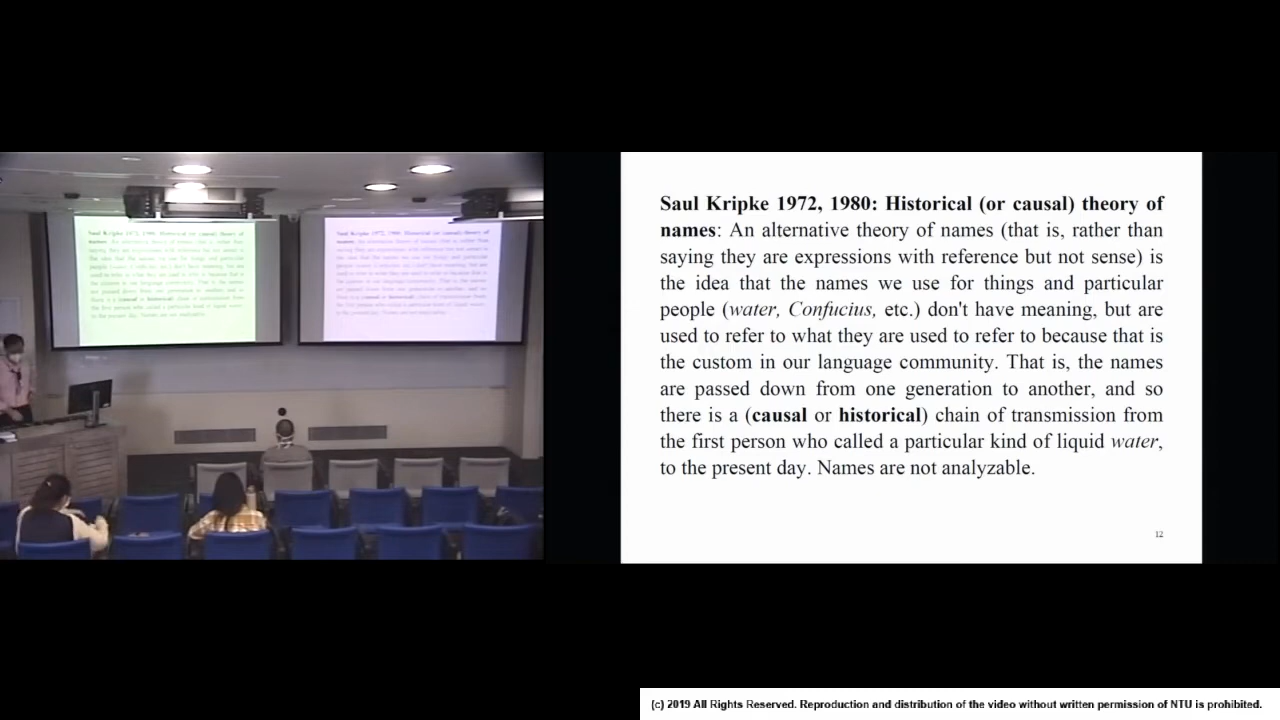 Saul Kripke 1972, 1980: Historical (or causal) theory of
names: An alternative theory of names (that is, rather than
saying they are expressions with reference but not sense) is
the idea that the names we use for things and particular
people (water, Confucius, etc.) don't have meaning, but are
used to refer to what they are used to refer to because that is
the custom in our language community. That is, the names
are passed down from one generation to another, and so
there is a (causal or historical) chain of transmission from
the first person who called a particular kind of liquid water,
to the present day. Names are not analyzable.
12
(c) 2019 All Rights Reserved. Reproduction and distribution of the video without written permission of NTU is prohibited.